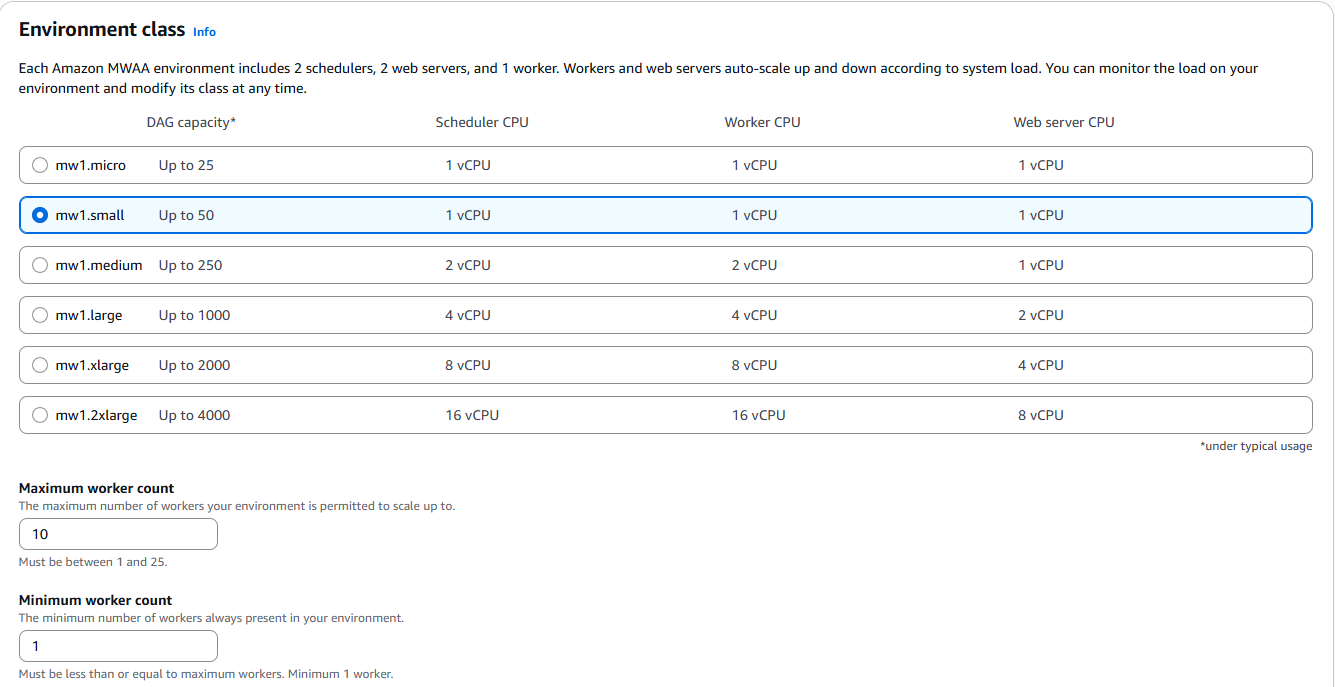 Environment class Info
Each Amazon MWAA environment includes 2 schedulers, 2 web servers, and 1 worker. Workers and web servers auto-scale up and down according to system load. You can monitor the load on your
environment and modify its class at any time.
DAG capacity* Scheduler CPU Worker CPU Web server CPU
mw1.micro Up to 25 1 vCPU 1 vCPU 1 vCPU
mw1.small Up to 50 1 vCPU 1 vCPU 1 vCPU
mw1.medium Up to 250 2 vCPU 2 vCPU 1 vCPU
mw1.large Up to 1000 4 vCPU 4 vCPU 2 vCPU
mw1.xlarge Up to 2000 8 vCPU 8 vCPU 4 vCPU
mw1.2xlarge Up to 4000 16 vCPU 16 vCPU 8 vCPU
*under typical usage
Maximum worker count
The maximum number of workers your environment is permitted to scale up to.
10
Must be between 1 and 25.
Minimum worker count
The minimum number of workers always present in your environment.
1
Must be less than or equal to maximum workers. Minimum 1 worker.